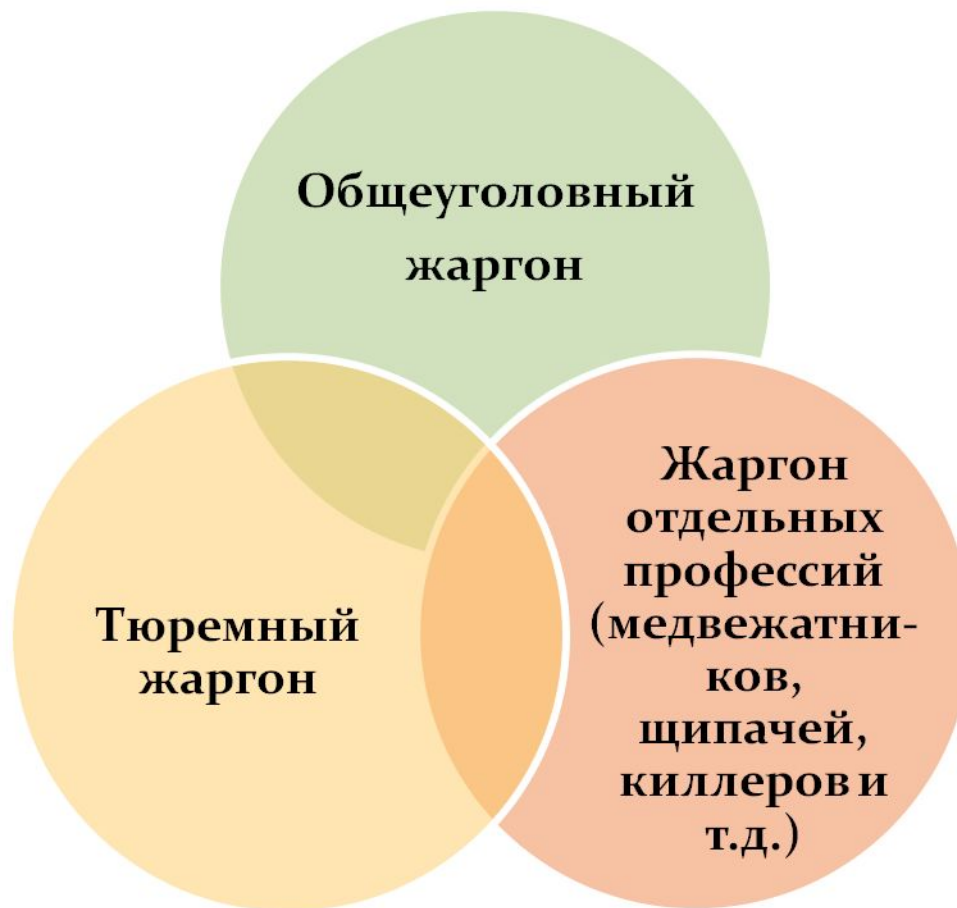 Общеуголовный
жаргон
Тюремный
жаргон
Жаргон
отдельных
профессий
(медвежатни-
ков,
щипачей,
киллеров и
т.д.)